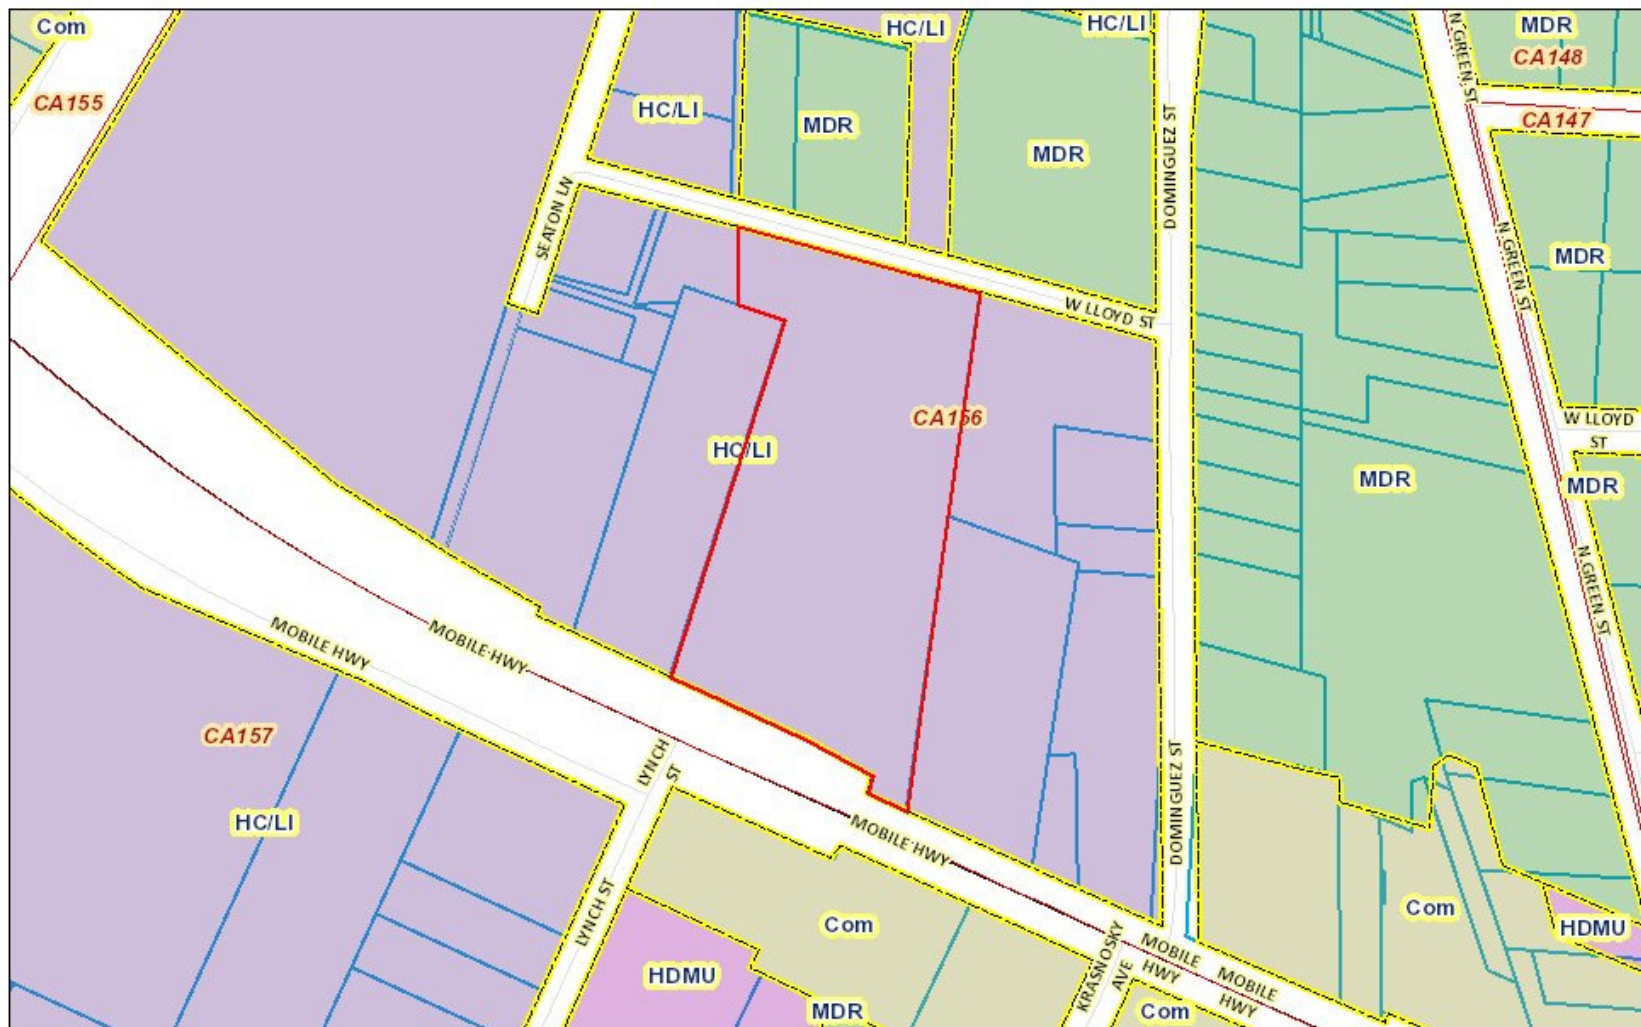 Com
HC/LI
HC/LI
MDR
CA148
N GREEN ST
CA155
HC/LI
MDR
CA147
MDR
DOMINGUEZ ST
SEATON LN
N GREEN ST
MDR
W LLOYD ST
CA156
W LLOYD
ST
HC/LI
MDR
MDR
N GREEN ST
MOBILE HWY
MOBILE HWY
CA157
LYNCH
ST
DOMINGUEZ ST
HC/LI
MOBILE HWY
LYNCH ST
Com
Com
HDMU
KRASNOSKY
AVE
MOBILE
HWY
MOBILE
HWY
HDMU
MDR
Com